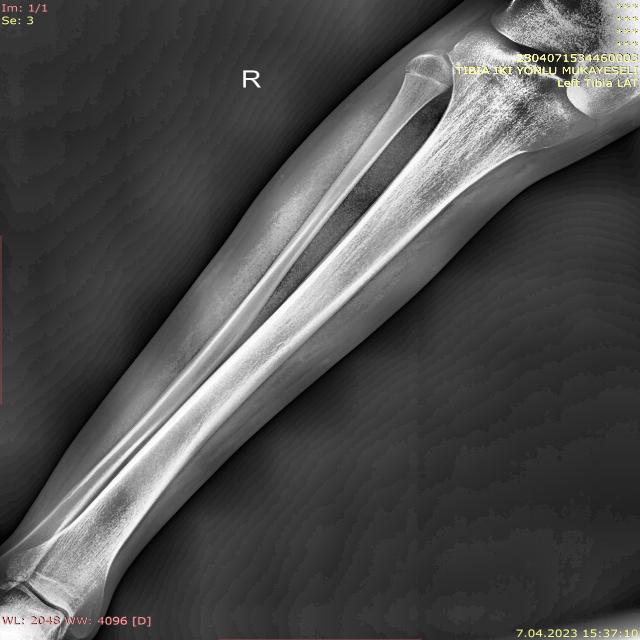 Im: 1/1
Se: 3
R
2304071534460003
TIBIA IKI YONLU MUKAYESELI
Left Tibia LAT
WL: 2048 WW: 4096 [D]
7.04.2023 15:37:10